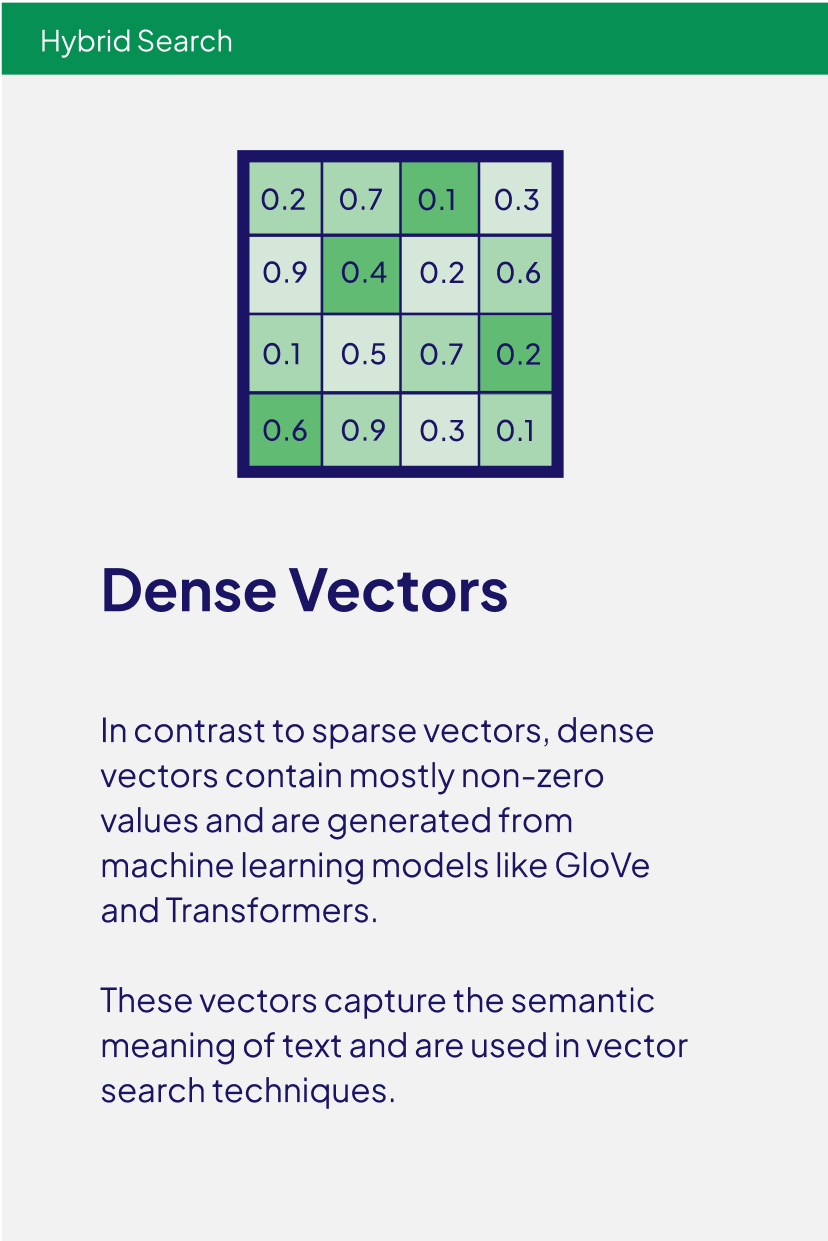 Hybrid Search
0.2 0.7 0.1 0.3
0.9 0.4 0.2 0.6
0.1 0.5 0.7 0.2
0.6 0.9 0.3 0.1
Dense Vectors
In contrast to sparse vectors, dense
vectors contain mostly non-zero
values and are generated from
machine learning models like GloVe
and Transformers.
These vectors capture the semantic
meaning of text and are used in vector
search techniques.